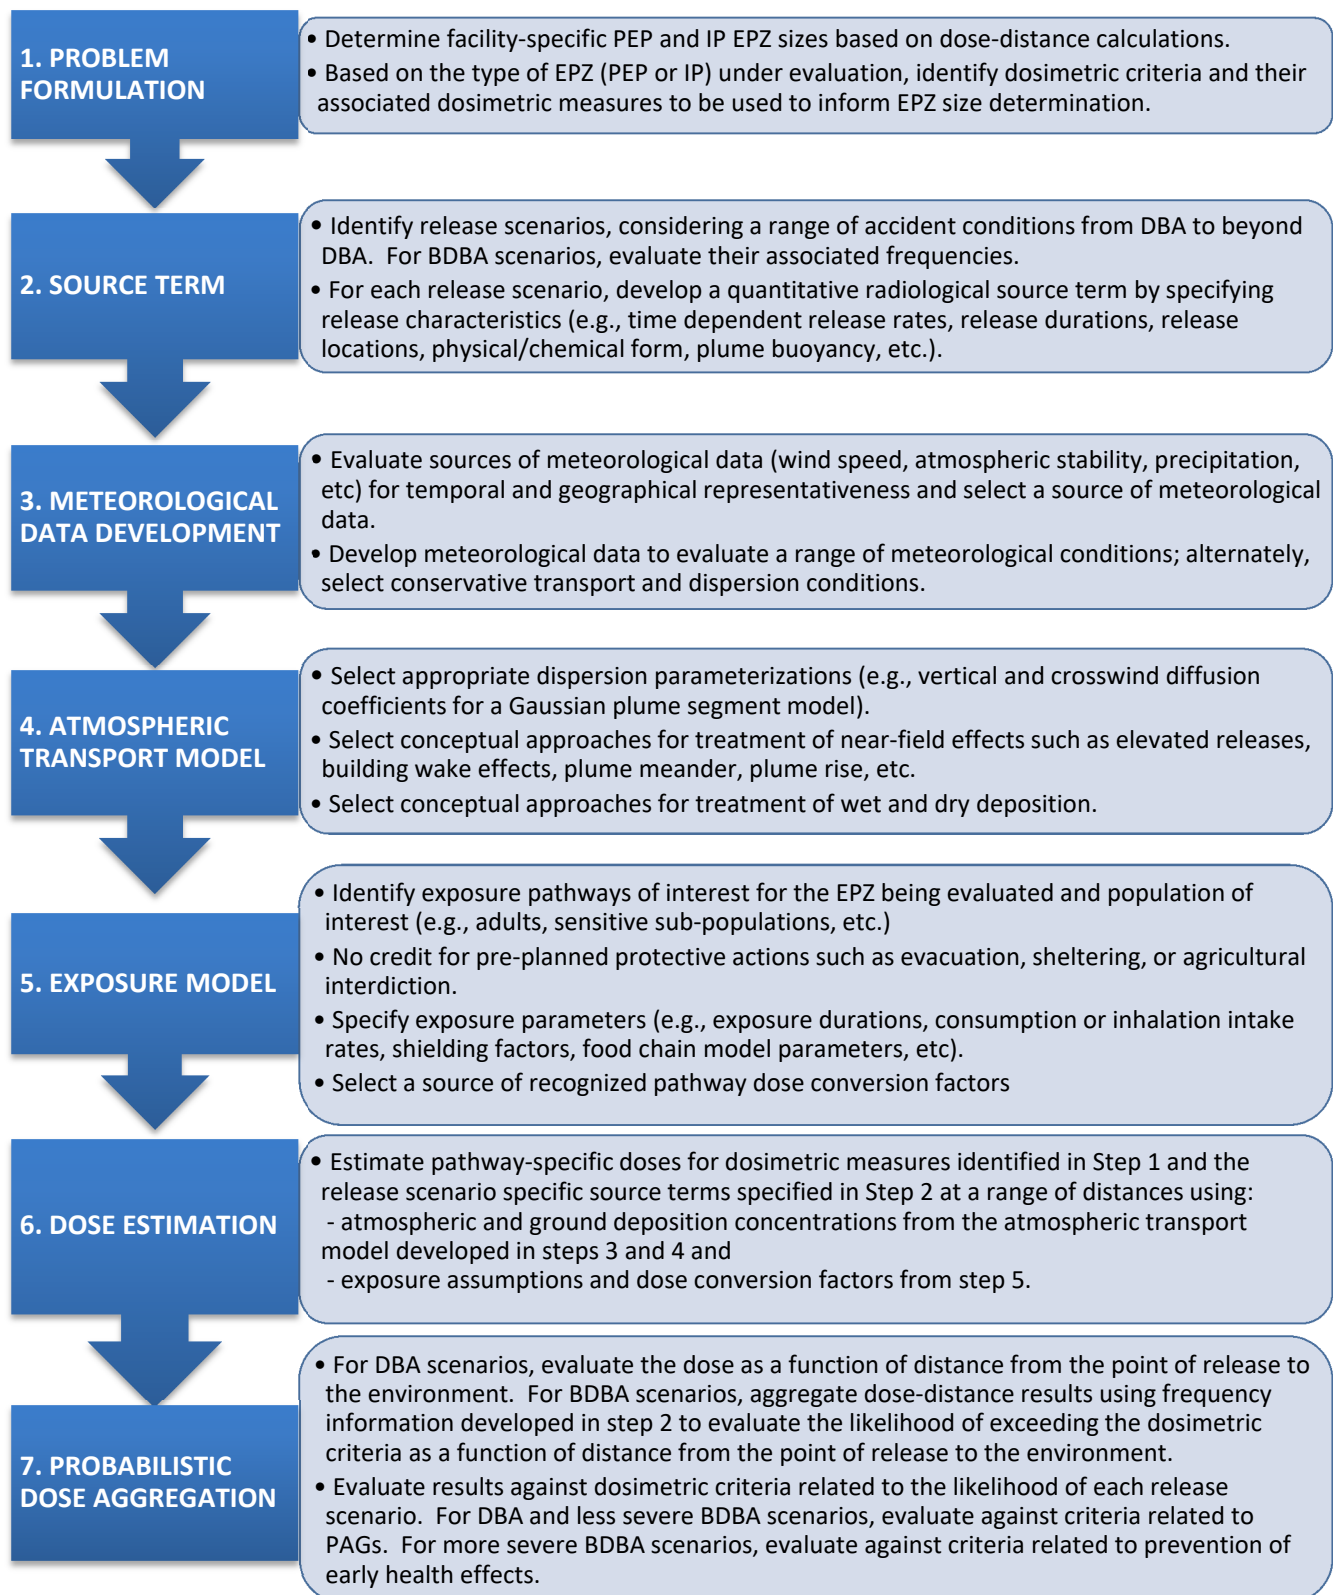 1. PROBLEM
FORMULATION
• Determine facility-specific PEP and IP EPZ sizes based on dose-distance calculations.
• Based on the type of EPZ (PEP or IP) under evaluation, identify dosimetric criteria and their
associated dosimetric measures to be used to inform EPZ size determination.
2. SOURCE TERM
• Identify release scenarios, considering a range of accident conditions from DBA to beyond
DBA.  For BDBA scenarios, evaluate their associated frequencies.
• For each release scenario, develop a quantitative radiological source term by specifying
release characteristics (e.g., time dependent release rates, release durations, release
locations, physical/chemical form, plume buoyancy, etc.).
3. METEOROLOGICAL
DATA DEVELOPMENT
• Evaluate sources of meteorological data (wind speed, atmospheric stability, precipitation,
etc) for temporal and geographical representativeness and select a source of meteorological
data.
• Develop meteorological data to evaluate a range of meteorological conditions; alternately,
select conservative transport and dispersion conditions.
4. ATMOSPHERIC
TRANSPORT MODEL
• Select appropriate dispersion parameterizations (e.g., vertical and crosswind diffusion
coefficients for a Gaussian plume segment model).
• Select conceptual approaches for treatment of near-field effects such as elevated releases,
building wake effects, plume meander, plume rise, etc.
• Select conceptual approaches for treatment of wet and dry deposition.
5. EXPOSURE MODEL
• Identify exposure pathways of interest for the EPZ being evaluated and population of
interest (e.g., adults, sensitive sub-populations, etc.)
• No credit for pre-planned protective actions such as evacuation, sheltering, or agricultural
interdiction.
• Specify exposure parameters (e.g., exposure durations, consumption or inhalation intake
rates, shielding factors, food chain model parameters, etc).
• Select a source of recognized pathway dose conversion factors
6. DOSE ESTIMATION
• Estimate pathway-specific doses for dosimetric measures identified in Step 1 and the
release scenario specific source terms specified in Step 2 at a range of distances using:
- atmospheric and ground deposition concentrations from the atmospheric transport
model developed in steps 3 and 4 and
- exposure assumptions and dose conversion factors from step 5.
7. PROBABILISTIC
DOSE AGGREGATION
• For DBA scenarios, evaluate the dose as a function of distance from the point of release to
the environment.  For BDBA scenarios, aggregate dose-distance results using frequency
information developed in step 2 to evaluate the likelihood of exceeding the dosimetric
criteria as a function of distance from the point of release to the environment.
• Evaluate results against dosimetric criteria related to the likelihood of each release
scenario.  For DBA and less severe BDBA scenarios, evaluate against criteria related to
PAGs.  For more severe BDBA scenarios, evaluate against criteria related to prevention of
early health effects.